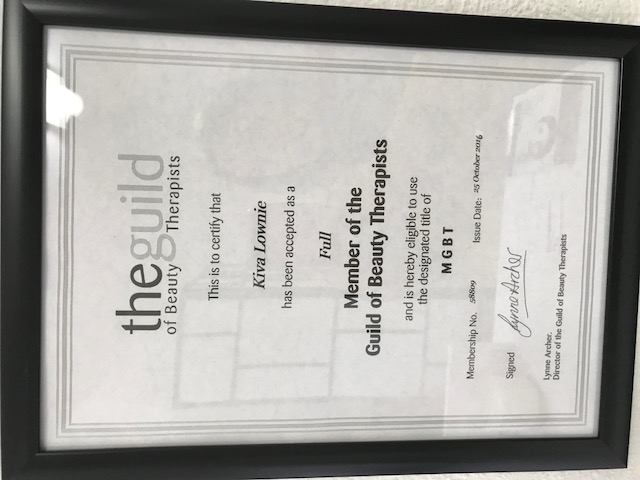 theguild
of Beauty Therapists
This is to certify that
Kiva Lownie
has been accepted as a
Full
Member of the
Guild of Beauty Therapists
and is hereby eligible to use
the designated title of
MGBT
Membership No. 58809 Issue Date: 25 October 2016
Signed Lynne Archer
Lynne Archer.
Director of the Guild of Beauty Therapists